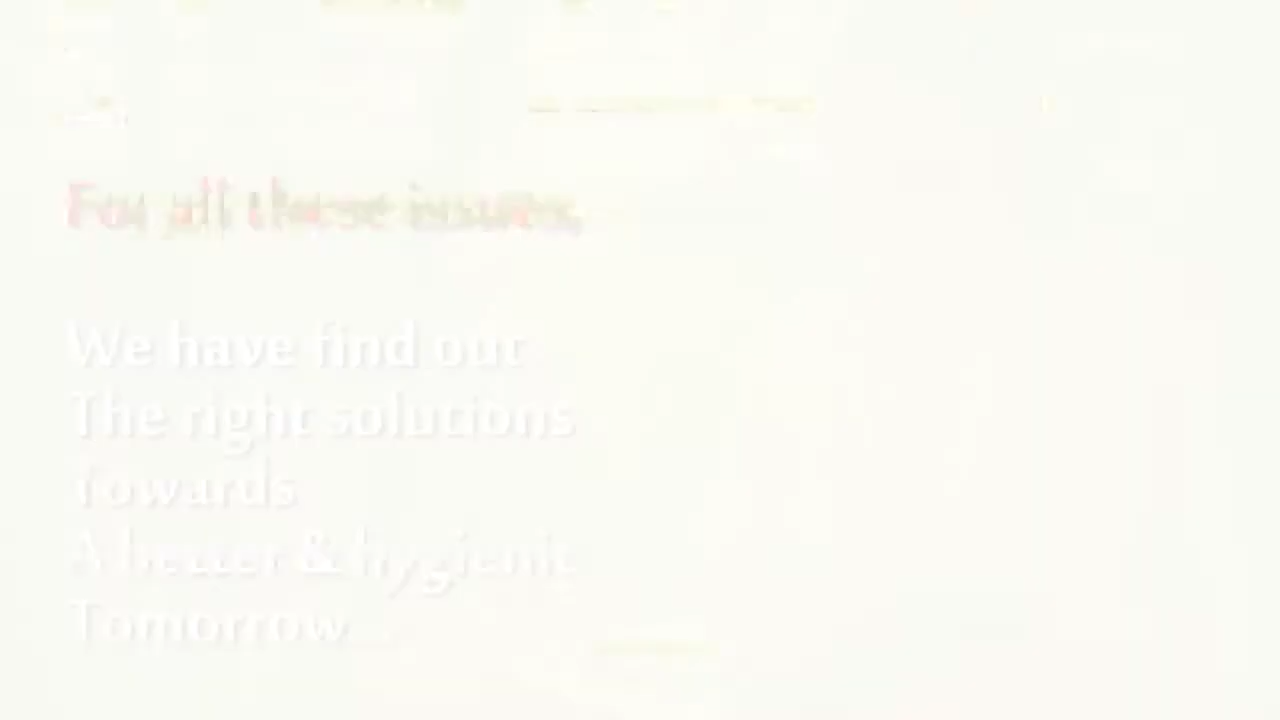 For all these issues,
We have find out
The right solutions
Towards
A better & hygienic
Tomorrow...